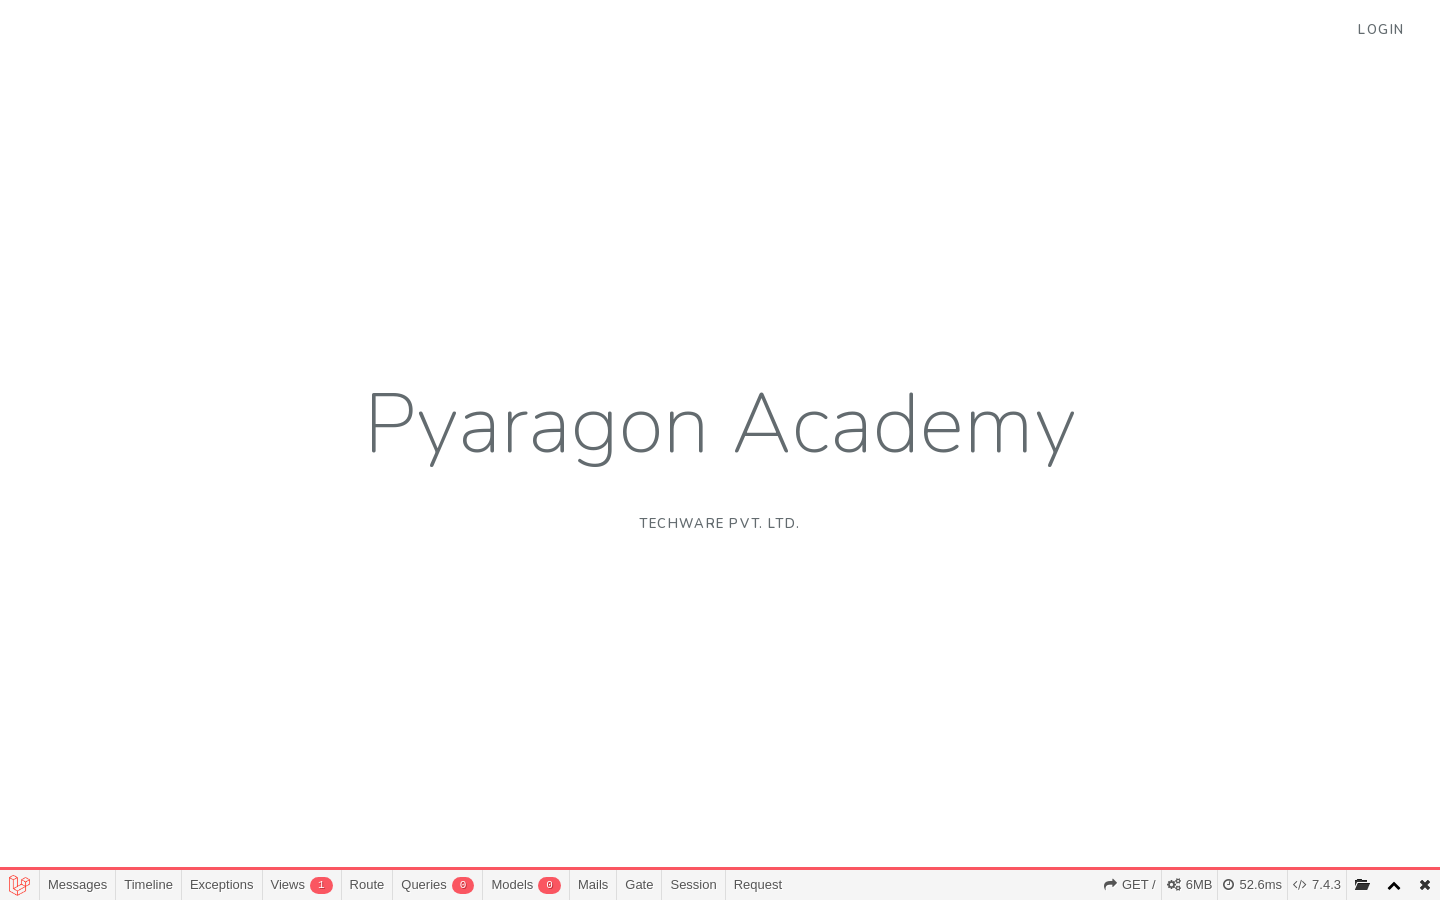 LOGIN
Pyaragon Academy
TECHWARE PVT. LTD.
Messages Timeline Exceptions Views 1 Route Queries 0 Models 0 Mails Gate Session Request GET / 6MB 52.6ms 7.4.3